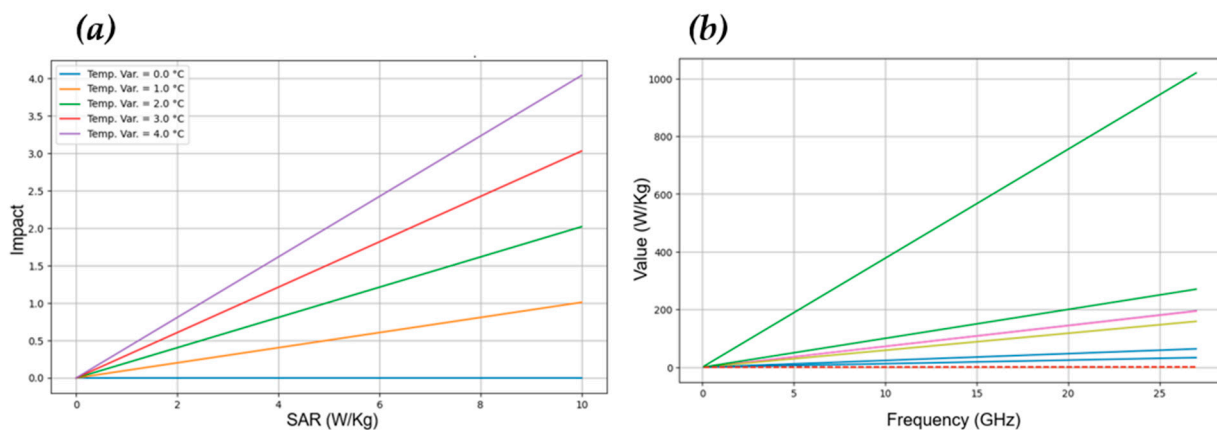 (a)
Impact
4.0
3.5
3.0
2.5
2.0
1.5
1.0
0.5
0.0
Temp. Var. = 0.0 °C
Temp. Var. = 1.0 °C
Temp. Var. = 2.0 °C
Temp. Var. = 3.0 °C
Temp. Var. = 4.0 °C
0 2 4 6 8 10
SAR (W/Kg)
(b)
Value (W/Kg)
1000
800
600
400
200
0
0 5 10 15 20 25
Frequency (GHz)